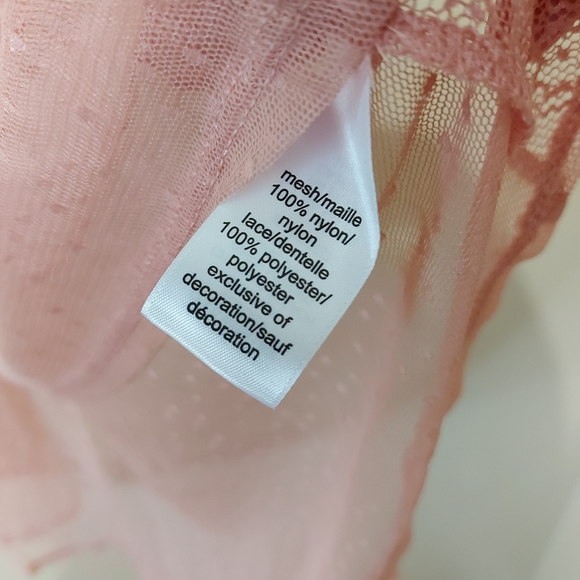 mesh/maille
100% nylon/
nylon
lace/dentelle
100% polyester/
polyester
exclusive of
decoration/sauf
décoration